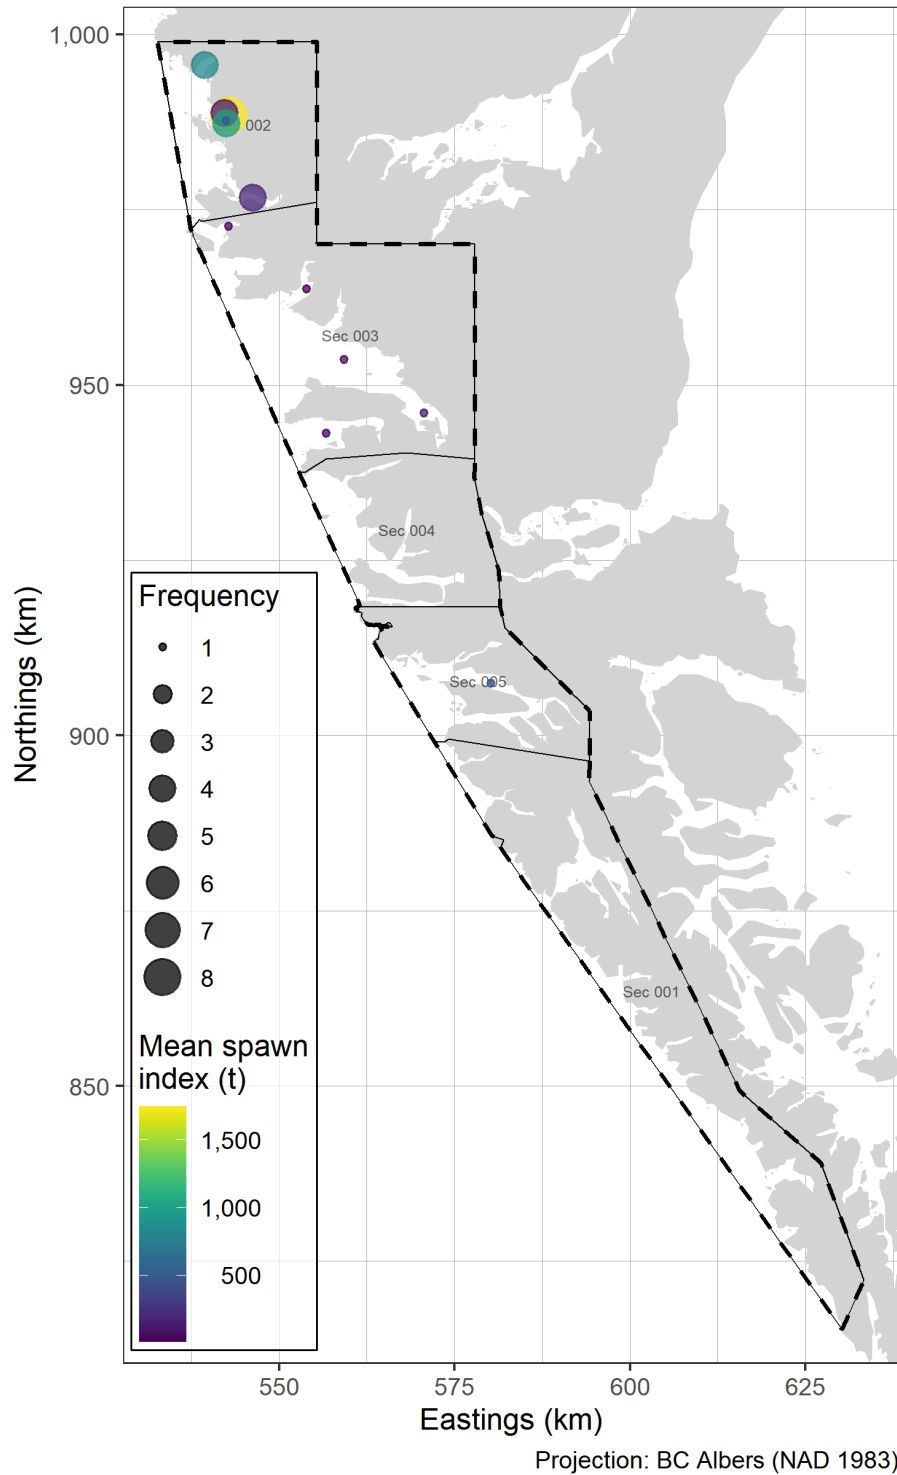 1,000
002
Sec 003
950
Sec 004
Frequency
1
2
3
4
5
6
7
8
Sec 005
900
Northings (km)
Sec 001
Mean spawn
index (t)
850
1,500
1,000
500
550
575
600
625
Eastings (km)
Projection: BC Albers (NAD 1983)